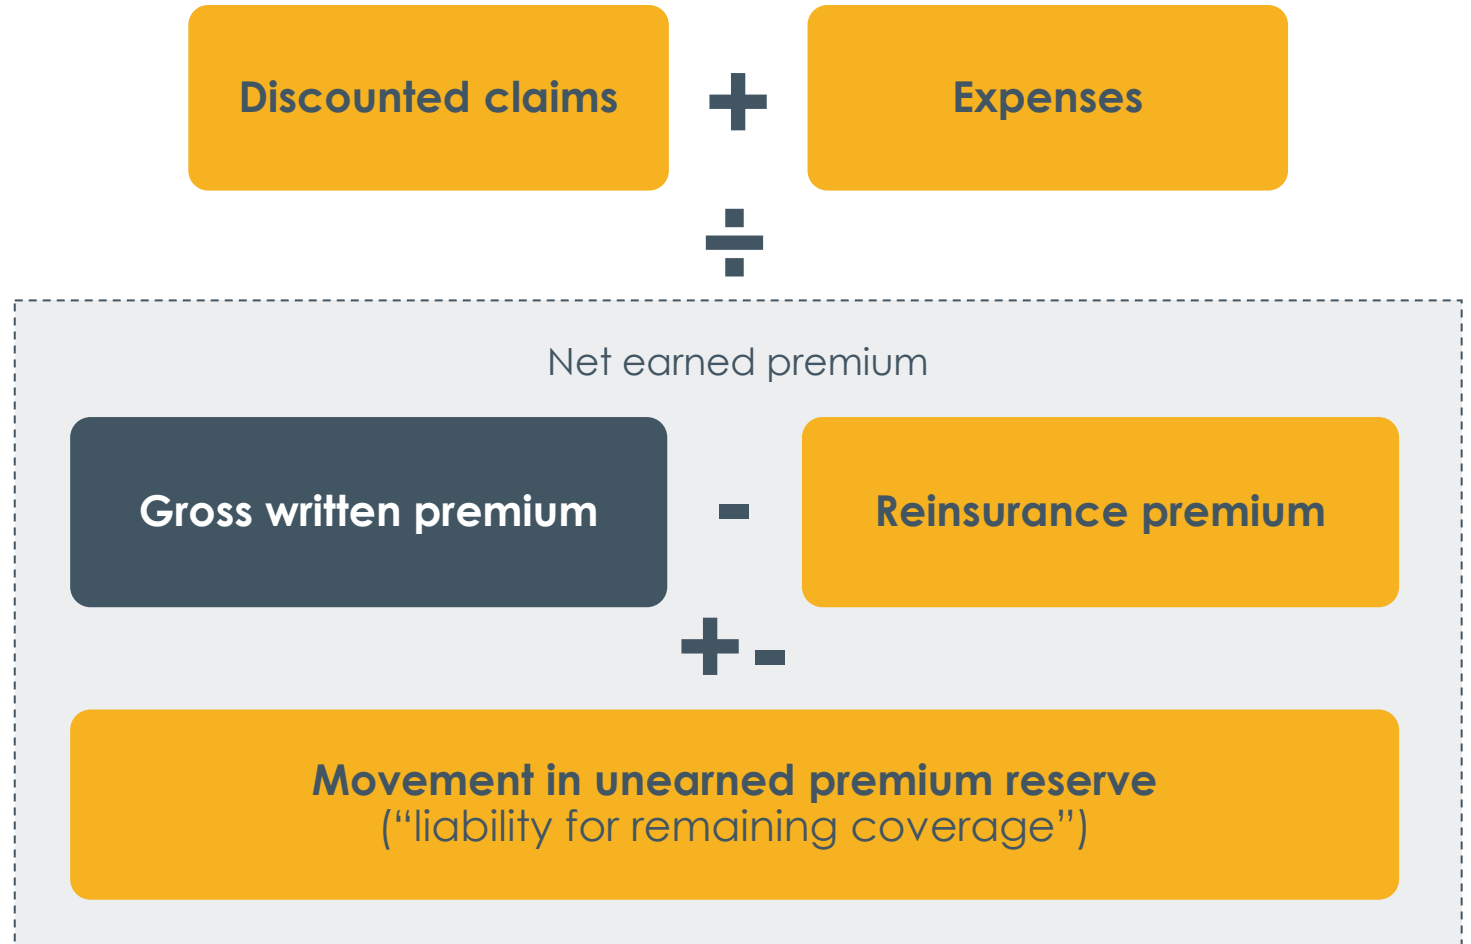 Discounted claims + Expenses
÷
Net earned premium
Gross written premium - Reinsurance premium
+-
Movement in unearned premium reserve
(“liability for remaining coverage”)